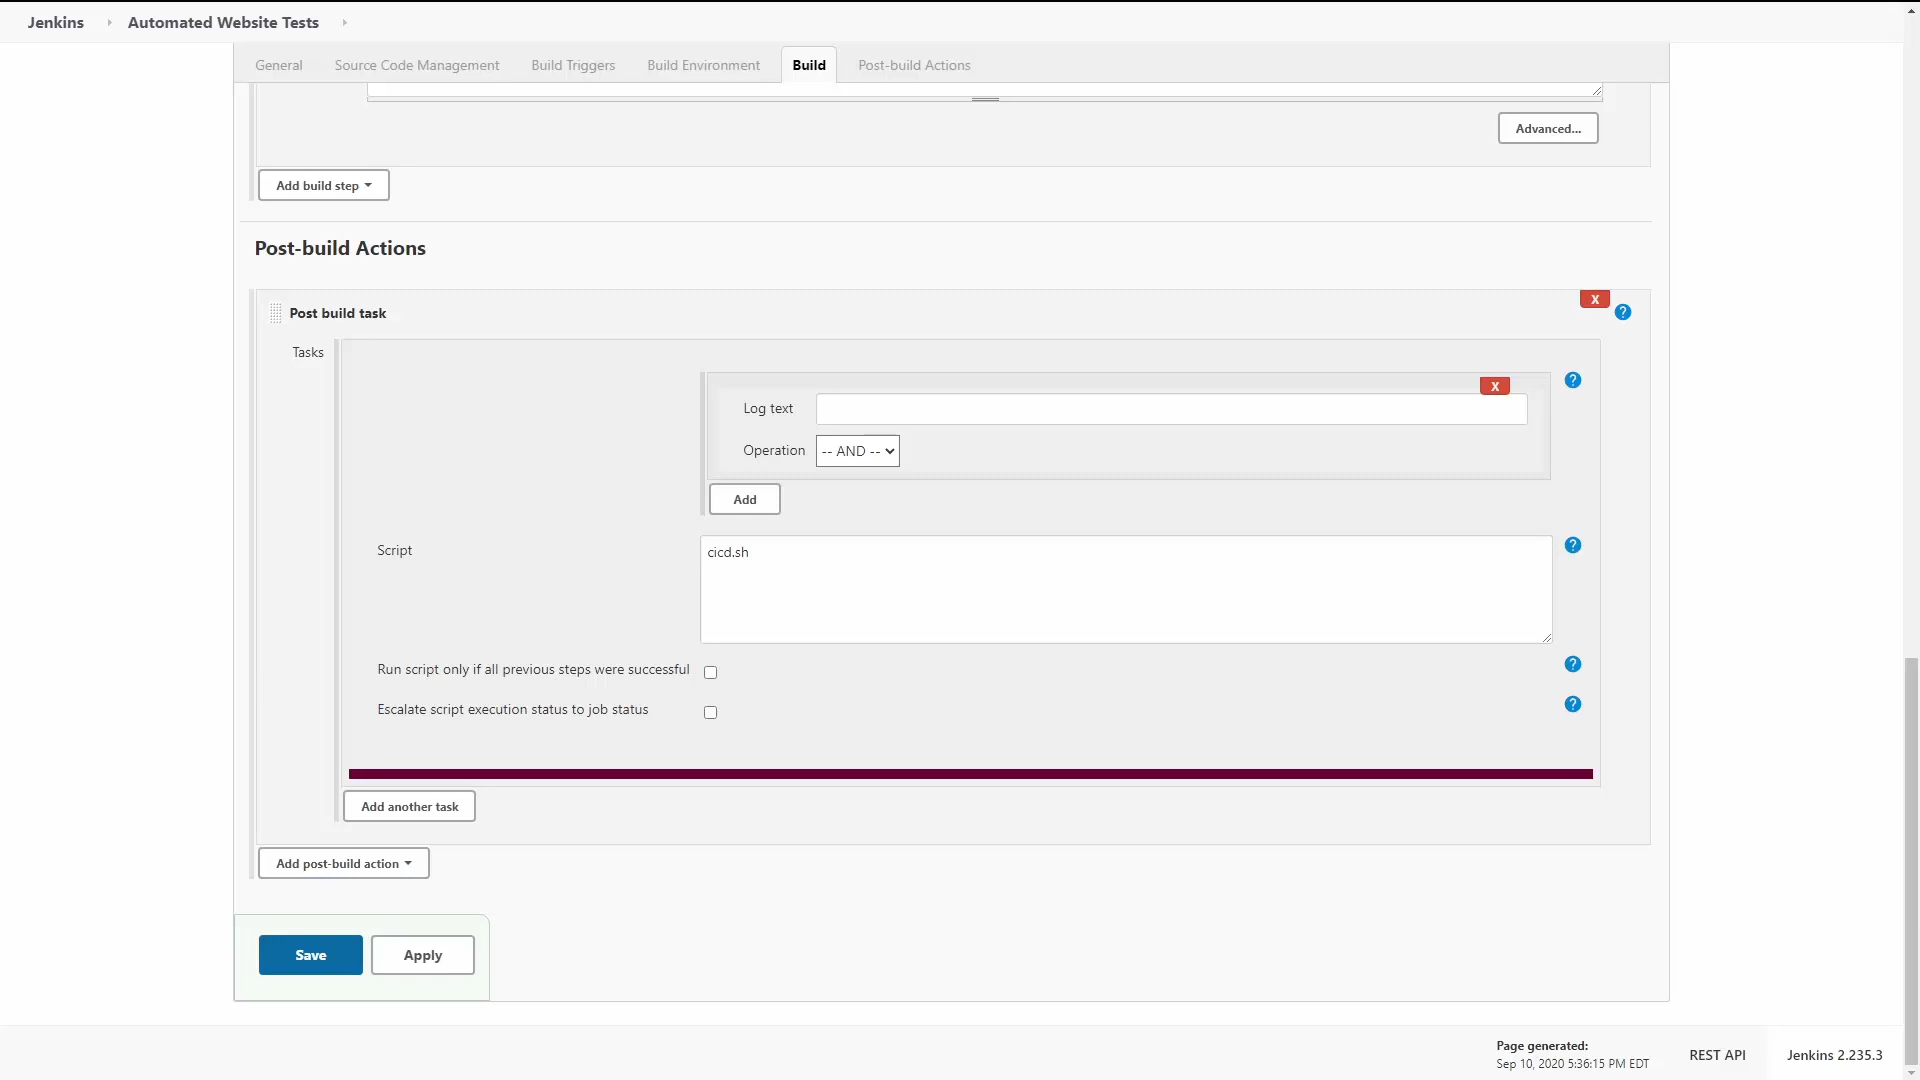 Jenkins Automated Website Tests
General Source Code Management Build Triggers Build Environment Build Post-build Actions
Advanced...
Add build step
Post-build Actions
X
Post build task ?
Tasks
X ?
Log text
Operation -- AND --
Add
Script cicd.sh ?
Run script only if all previous steps were successful ?
Escalate script execution status to job status ?
Add another task
Add post-build action
Save Apply
Page generated:
Sep 10, 2020 5:36:15 PM EDT REST API Jenkins 2.235.3